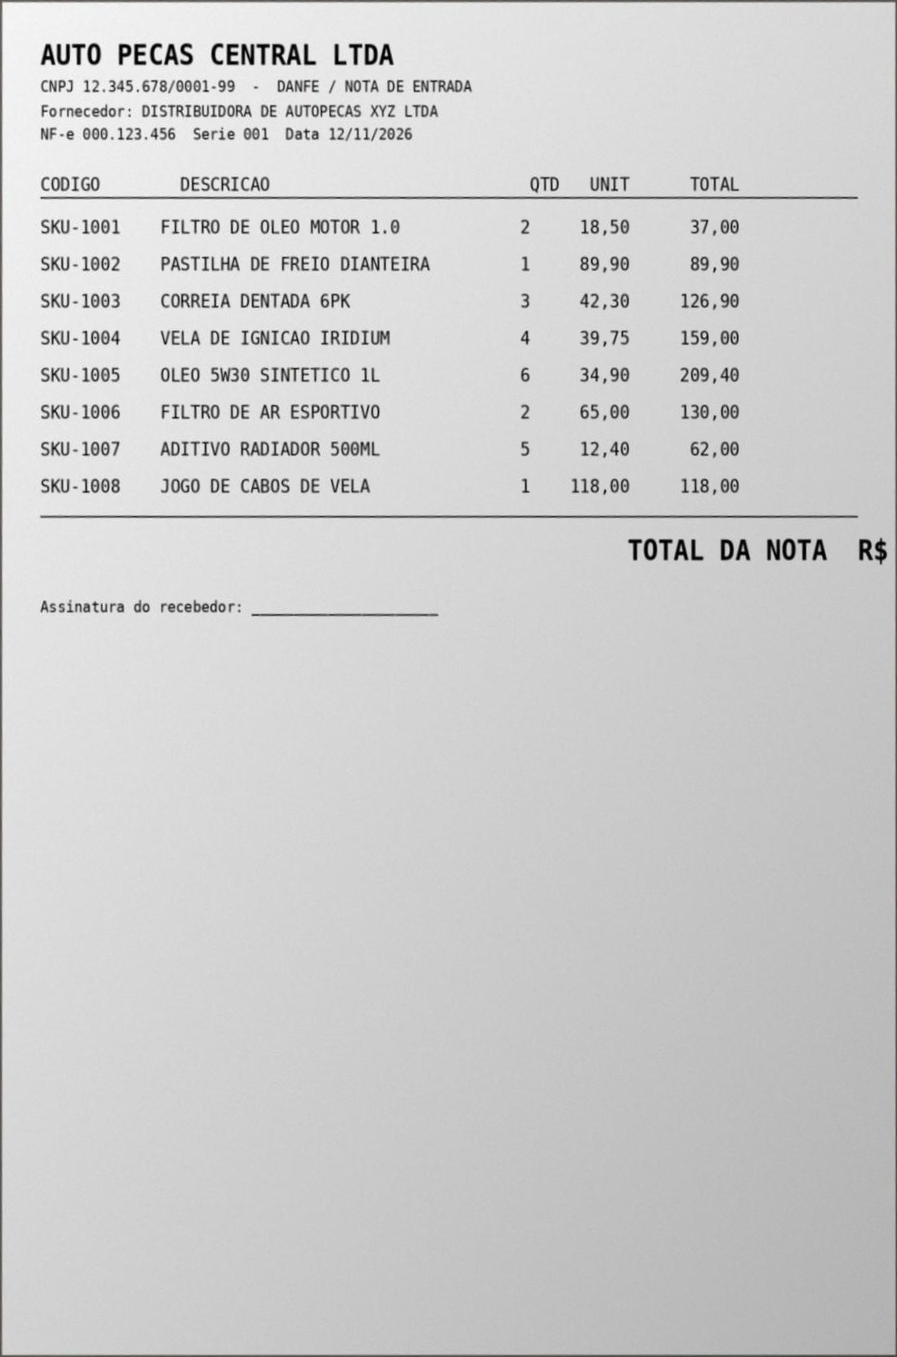 AUTO PECAS CENTRAL LTDA
CNPJ 12.345.678/0001-99 - DANFE / NOTA DE ENTRADA
Fornecedor: DISTRIBUIDORA DE AUTOPECAS XYZ LTDA
NF-e 000.123.456 Serie 001 Data 12/11/2026
CODIGO DESCRICAO QTD UNIT TOTAL
SKU-1001 FILTRO DE OLEO MOTOR 1.0 2 18,50 37,00
SKU-1002 PASTILHA DE FREIO DIANTEIRA 1 89,90 89,90
SKU-1003 CORREIA DENTADA 6PK 3 42,30 126,90
SKU-1004 VELA DE IGNICAO IRIDIUM 4 39,75 159,00
SKU-1005 OLEO 5W30 SINTETICO 1L 6 34,90 209,40
SKU-1006 FILTRO DE AR ESPORTIVO 2 65,00 130,00
SKU-1007 ADITIVO RADIADOR 500ML 5 12,40 62,00
SKU-1008 JOGO DE CABOS DE VELA 1 118,00 118,00
TOTAL DA NOTA R$
Assinatura do recebedor: ______________________